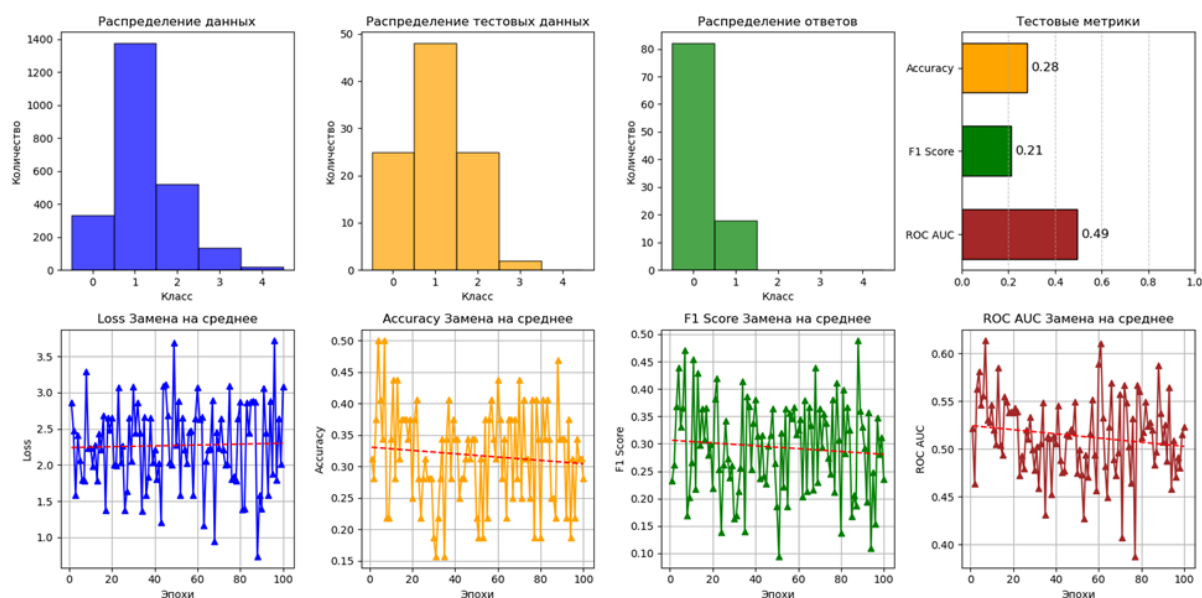 Распределение данных
Количество
1400
1200
1000
800
600
400
200
0
0 1 2 3 4
Класс
Распределение тестовых данных
Количество
50
40
30
20
10
0
0 1 2 3 4
Класс
Распределение ответов
Количество
80
70
60
50
40
30
20
10
0
0 1 2 3 4
Класс
Тестовые метрики
Accuracy 0.28
F1 Score 0.21
ROC AUC 0.49
0.0 0.2 0.4 0.6 0.8 1.0
Loss Замена на среднее
Loss
3.5
3.0
2.5
2.0
1.5
1.0
0 20 40 60 80 100
Эпохи
Accuracy Замена на среднее
Accuracy
0.50
0.45
0.40
0.35
0.30
0.25
0.20
0.15
0 20 40 60 80 100
Эпохи
F1 Score Замена на среднее
F1 Score
0.50
0.45
0.40
0.35
0.30
0.25
0.20
0.15
0.10
0 20 40 60 80 100
Эпохи
ROC AUC Замена на среднее
ROC AUC
0.60
0.55
0.50
0.45
0.40
0 20 40 60 80 100
Эпохи